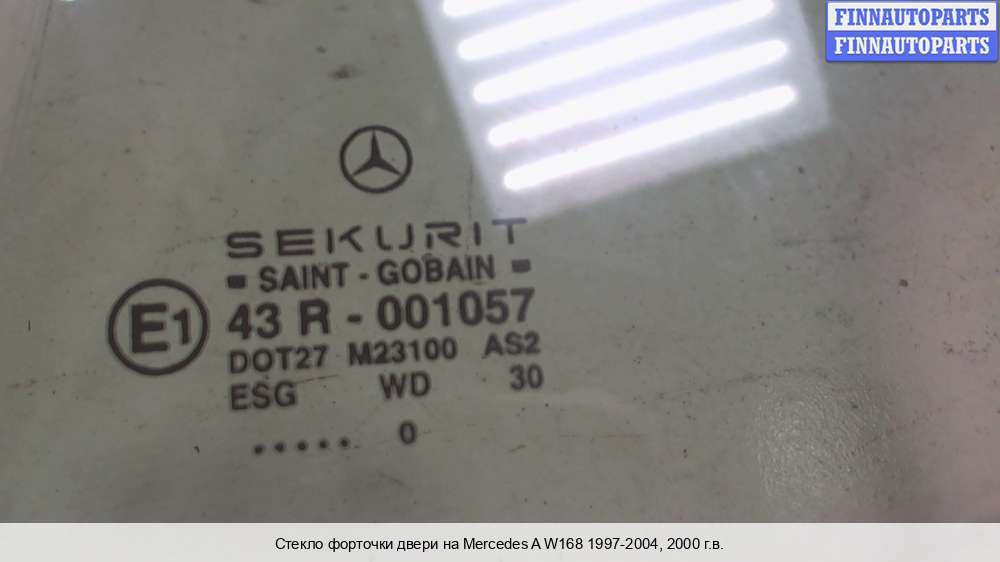 FINNAUTOPARTS
FINNAUTOPARTS
SEKURIT
SAINT - GOBAIN
E1
43 R - 001057
DOT27 M23100 AS2
ESG WD 30
..... 0
Стекло форточки двери на Mercedes A W168 1997-2004, 2000 г.в.